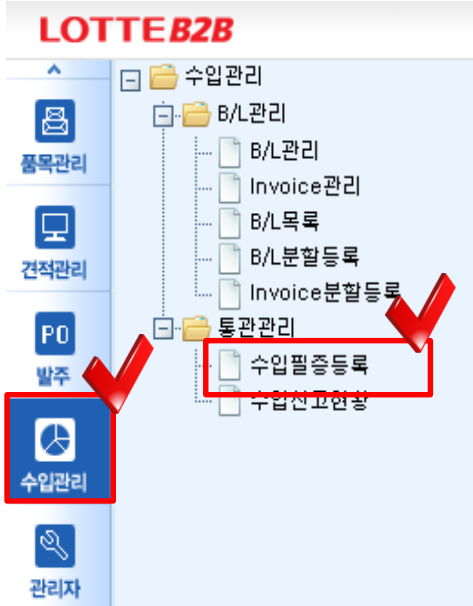 LOTTE B2B
수입관리
B/L관리
B/L관리
Invoice관리
B/L목록
B/L분할등록
Invoice분할등록
통관관리
수입필증등록
수입신고현황
품목관리
견적관리
PO
발주
수입관리
관리자